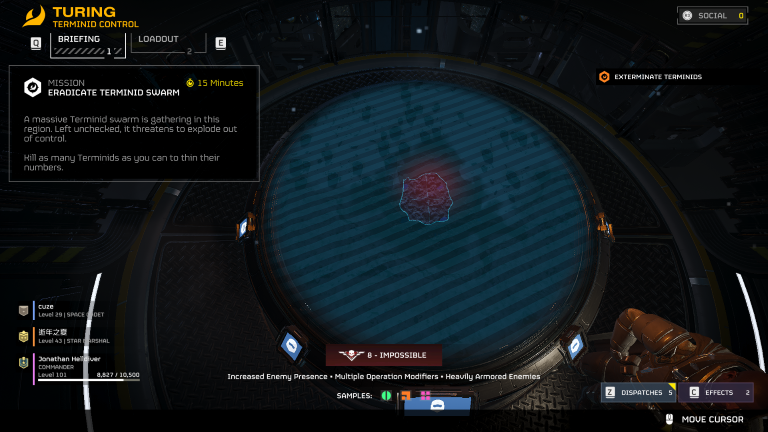 TURING
TERMINID CONTROL
SOCIAL 0
Q
BRIEFING
1
LOADOUT
2
E
MISSION
ERADICATE TERMINID SWARM
15 Minutes
A massive Terminid swarm is gathering in this
region. Left unchecked, it threatens to explode out
of control.
Kill as many Terminids as you can to thin their
numbers.
EXTERMINATE TERMINIDS
cuze
Level 29 | SPACE CADET
Level 43 | STAR MARSHAL
Jonathan Helldiver
COMMANDER
Level 101
8,827 / 10,500
8 - IMPOSSIBLE
Increased Enemy Presence • Multiple Operation Modifiers • Heavily Armored Enemies
SAMPLES:
Z DISPATCHES 5
C EFFECTS 2
MOVE CURSOR